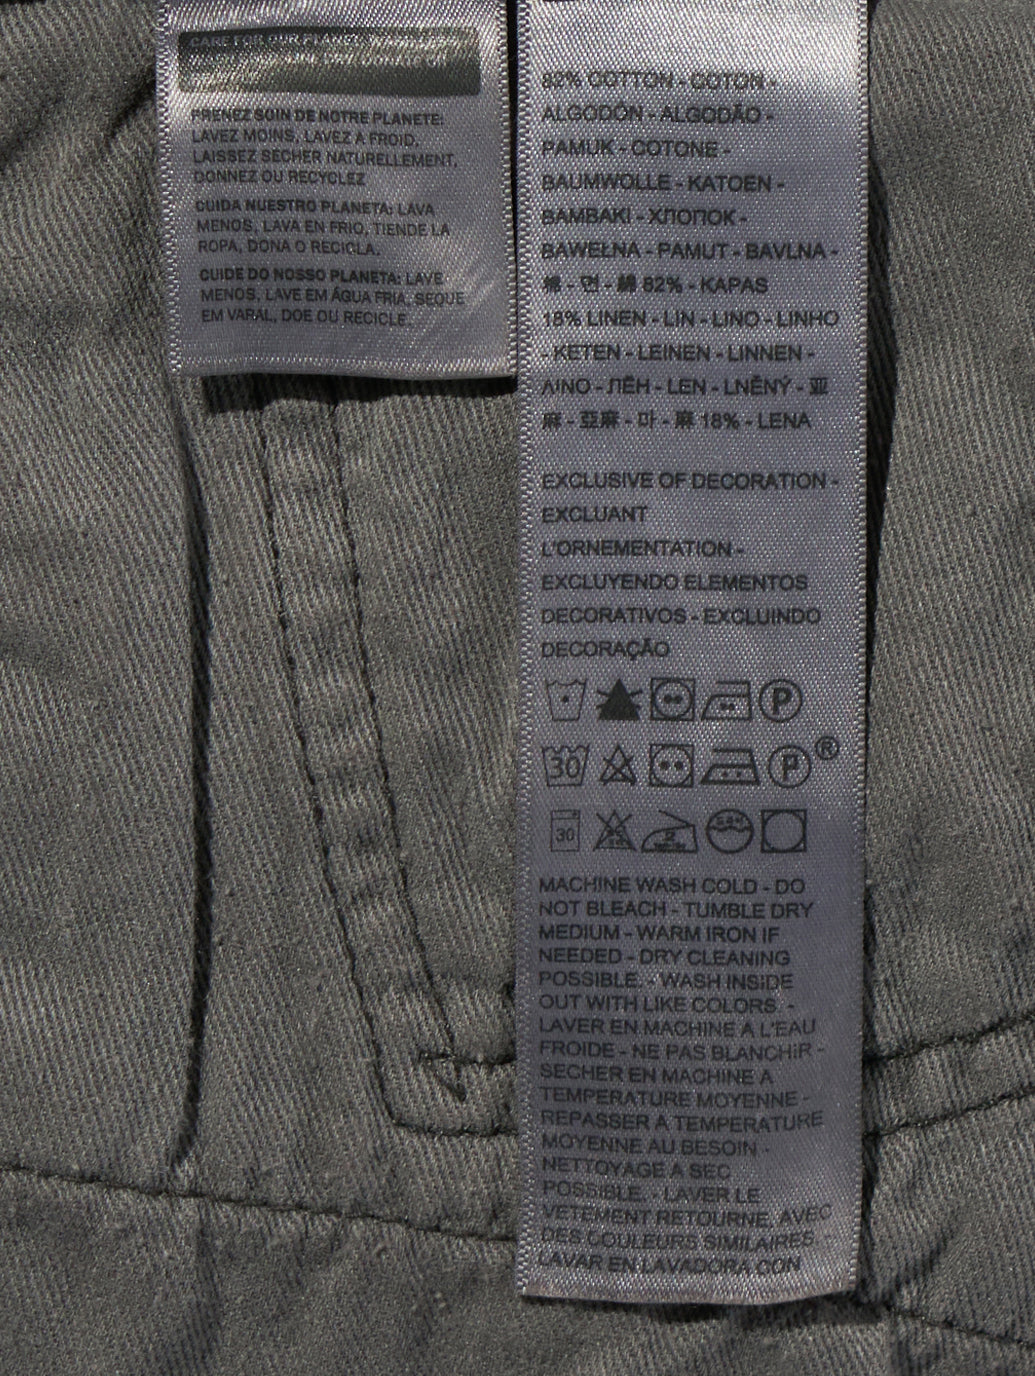 CARE FOR OUR PLANET:
PRENEZ SOIN DE NOTRE PLANETE:
LAVEZ MOINS, LAVEZ A FROID,
LAISSEZ SECHER NATURELLEMENT,
DONNEZ OU RECYCLEZ
CUIDA NUESTRO PLANETA: LAVA
MENOS, LAVA EN FRIO, TIENDE LA
ROPA, DONA O RECICLA.
CUIDE DO NOSSO PLANETA: LAVE
MENOS, LAVE EM ÁGUA FRIA, SEQUE
EM VARAL, DOE OU RECICLE.
82% COTTON - COTON -
ALGODÓN - ALGODÃO -
PAMUK - COTONE -
BAUMWOLLE - KATOEN -
ΒΑΜΒΑΚΙ - ХЛОПОК -
BAWEŁNA - PAMUT - BAVLNA -
棉 - 면 - 綿 82% - KAPAS
18% LINEN - LIN - LINO - LINHO
- KETEN - LEINEN - LINNEN -
ΛΙΝΟ - ЛЁН - LEN - LNĚNÝ - 亚
麻 - 亞麻 - 마 - 麻 18% - LENA
EXCLUSIVE OF DECORATION -
EXCLUANT
L'ORNEMENTATION -
EXCLUYENDO ELEMENTOS
DECORATIVOS - EXCLUINDO
DECORAÇÃO
P
30 P ®
30
MACHINE WASH COLD - DO
NOT BLEACH - TUMBLE DRY
MEDIUM - WARM IRON IF
NEEDED - DRY CLEANING
POSSIBLE. - WASH INSIDE
OUT WITH LIKE COLORS -
LAVER EN MACHINE A L'EAU
FROIDE - NE PAS BLANCHIR -
SECHER EN MACHINE A
TEMPERATURE MOYENNE -
REPASSER A TEMPERATURE
MOYENNE AU BESOIN -
NETTOYAGE A SEC
POSSIBLE. - LAVER LE
VETEMENT RETOURNE, AVEC
DES COULEURS SIMILAIRES -
LAVAR EN LAVADORA CON